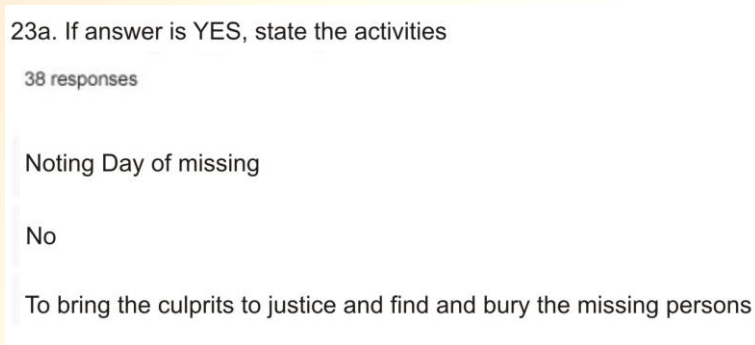 23a. If answer is YES, state the activities
38 responses
Noting Day of missing
No
To bring the culprits to justice and find and bury the missing persons